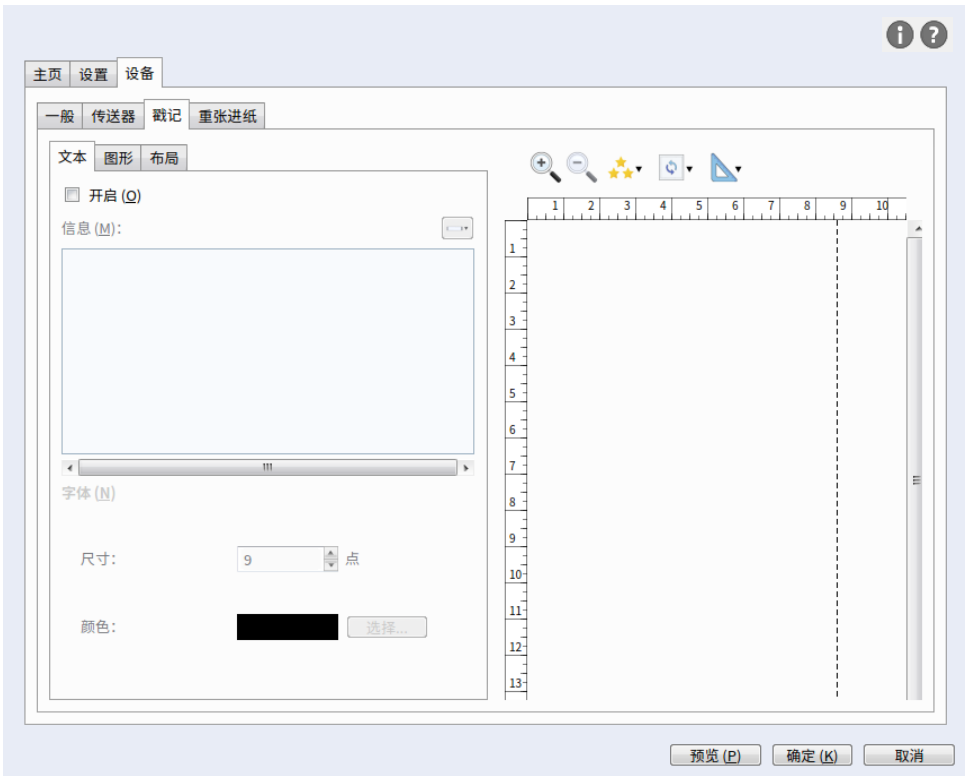 主页 设置 设备
一般 传送器 戳记 重张进纸
文本 图形 布局
开启 (O)
信息 (M):
1 2 3 4 5 6 7 8 9 10
1
2
3
4
5
6
7
8
9
10
11
12
13
字体 (N)
尺寸: 9 点
颜色: 选择...
预览 (P) 确定 (K) 取消